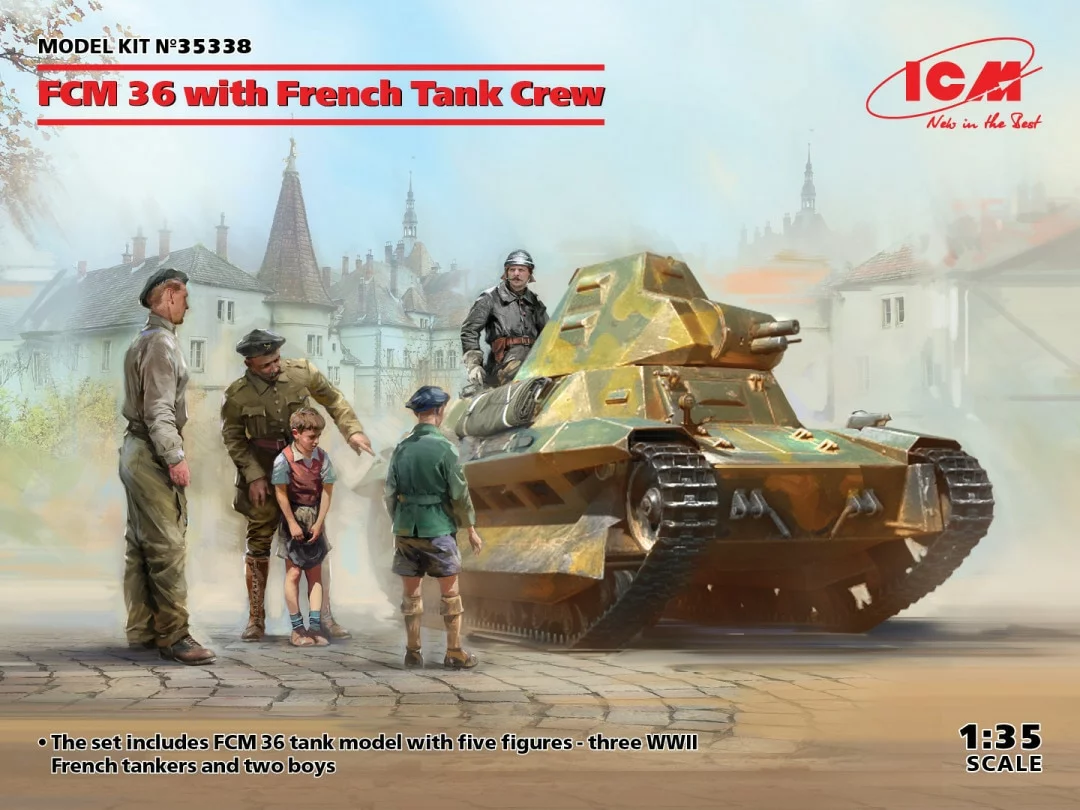 MODEL KIT №35338
FCM 36 with French Tank Crew
ICM
New in the Best
• The set includes FCM 36 tank model with five figures - three WWII
French tankers and two boys
1:35
SCALE